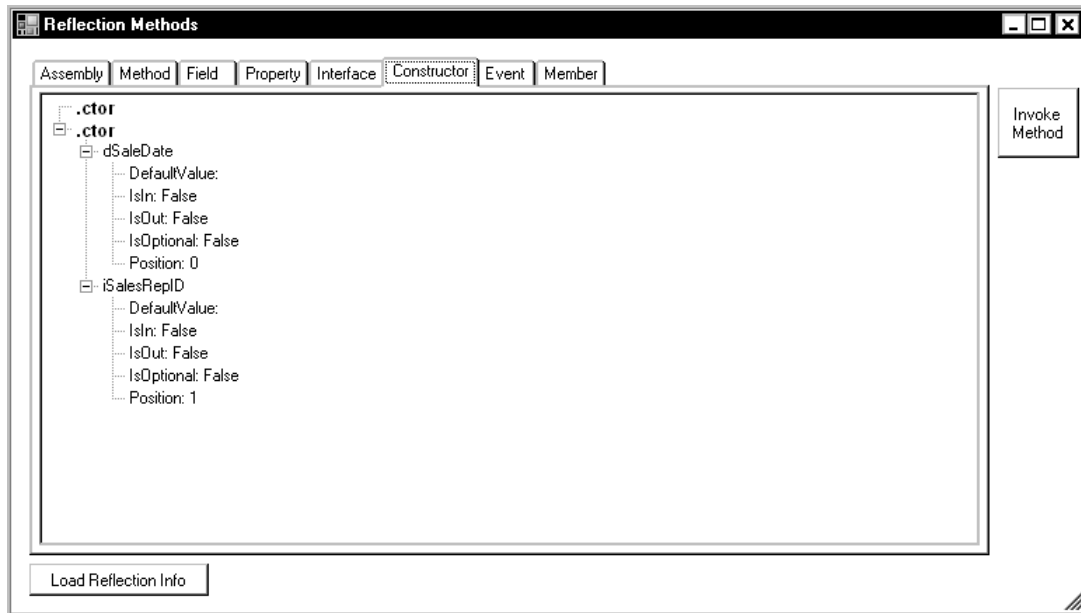 Reflection Methods
Assembly Method Field Property Interface Constructor Event Member
.ctor
.ctor
dSaleDate
DefaultValue:
IsIn: False
IsOut: False
IsOptional: False
Position: 0
iSalesRepID
DefaultValue:
IsIn: False
IsOut: False
IsOptional: False
Position: 1
Invoke
Method
Load Reflection Info